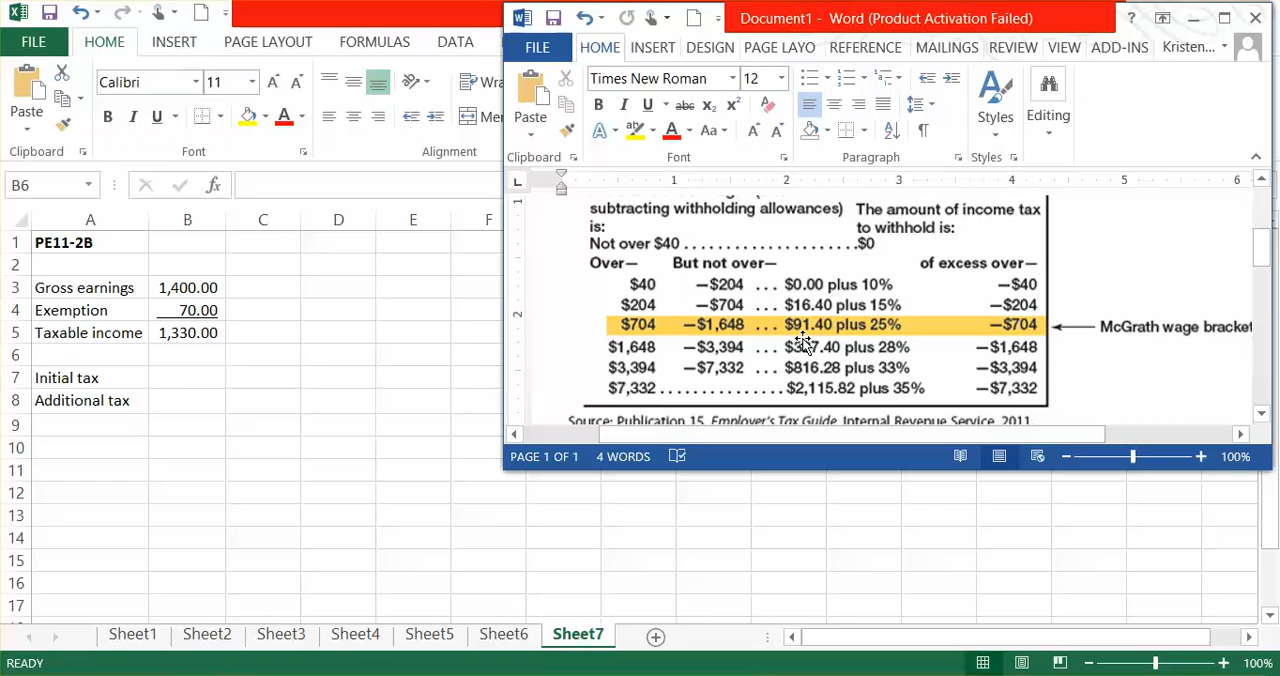 FILE HOME INSERT PAGE LAYOUT FORMULAS DATA
Calibri 11
Paste
Clipboard Font Alignment
B6
A B C D E F
1 PE11-2B
2
3 Gross earnings 1,400.00
4 Exemption 70.00
5 Taxable income 1,330.00
6
7 Initial tax
8 Additional tax
9
10
11
12
13
14
15
16
17
Sheet1 Sheet2 Sheet3 Sheet4 Sheet5 Sheet6 Sheet7
READY 100%
Document1 - Word (Product Activation Failed)
FILE HOME INSERT DESIGN PAGE LAYO REFERENCE MAILINGS REVIEW VIEW ADD-INS Kristen...
Times New Roman 12
Paste Styles Editing
Clipboard Font Paragraph Styles
1 2 3 4 5 6
subtracting withholding allowances) The amount of income tax
is: to withhold is:
Not over $40 . . . . . . . . . . . . . . . . . . . . . .$0
Over— But not over— of excess over—
$40 —$204 . . . $0.00 plus 10% —$40
$204 —$704 . . . $16.40 plus 15% —$204
$704 —$1,648 . . . $91.40 plus 25% —$704 McGrath wage bracket
$1,648 —$3,394 . . . plus 28% —$1,648
$3,394 —$7,332 . . . $816.28 plus 33% —$3,394
$7,332 . . . . . . . . . . . . . . . $2,115.82 plus 35% —$7,332
Source: Publication 15, Employer's Tax Guide, Internal Revenue Service, 2011.
PAGE 1 OF 1 4 WORDS 100%